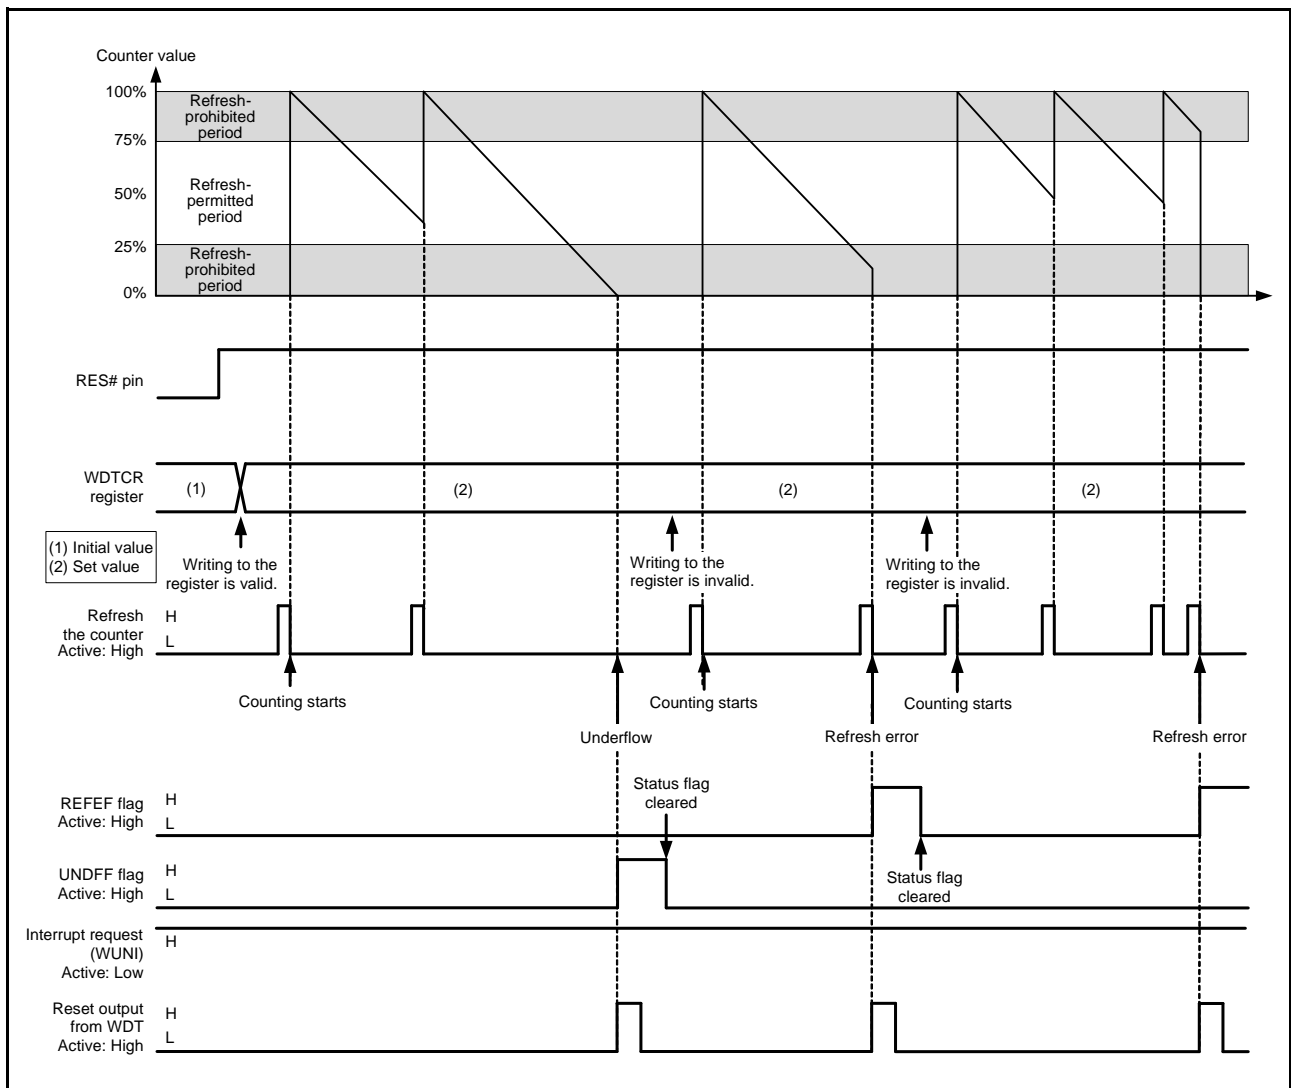 Counter value
100%
Refresh-
prohibited
period
75%
Refresh-
permitted
period
50%
25%
Refresh-
prohibited
period
0%
RES# pin
WDTCR
register
(1)
(2)
(2)
(2)
(1) Initial value
(2) Set value
Writing to the
register is valid.
Writing to the
register is invalid.
Writing to the
register is invalid.
Refresh
the counter
Active: High
H
L
Counting starts
Counting starts
Counting starts
Underflow
Refresh error
Refresh error
Status flag
cleared
REFEF flag
Active: High
H
L
UNDFF flag
Active: High
H
L
Status flag
cleared
Interrupt request
(WUNI)
Active: Low
H
Reset output
from WDT
Active: High
H
L